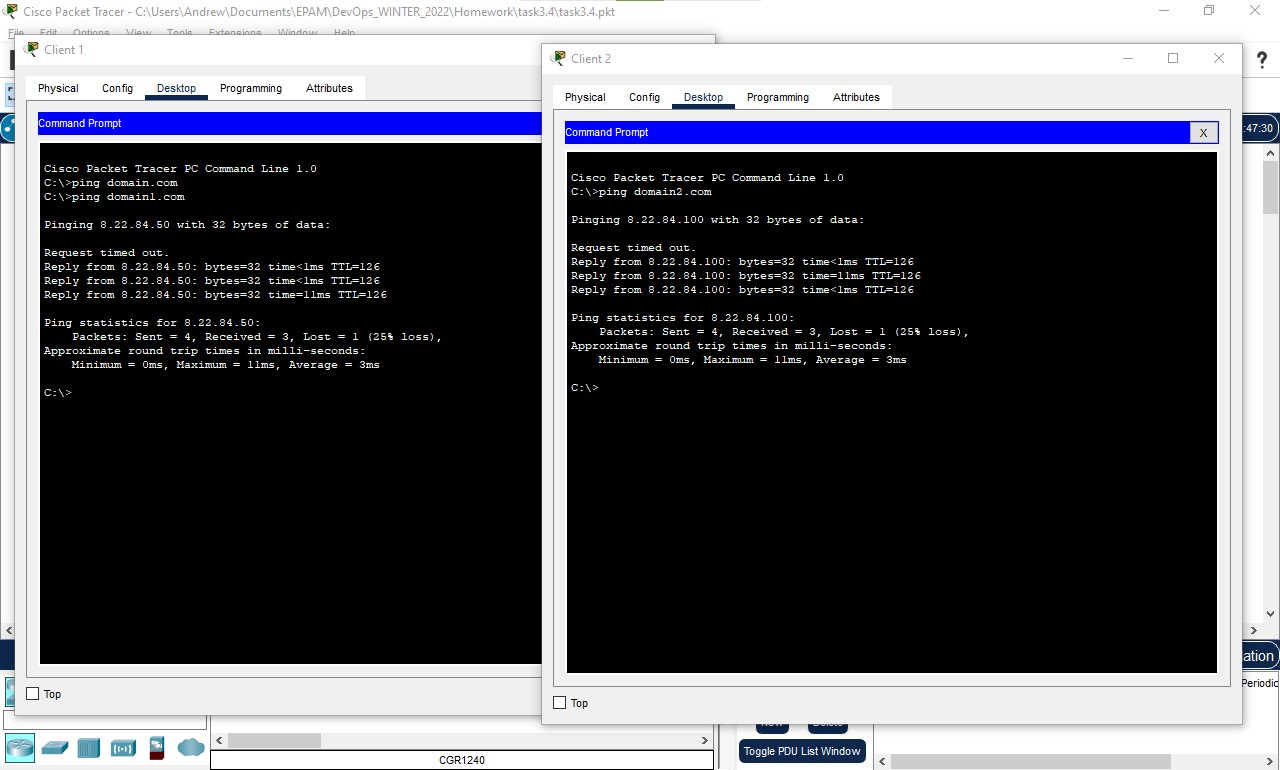 Cisco Packet Tracer - C:\Users\Andrew\Documents\EPAM\DevOps_WINTER_2022\Homework\task3.4\task3.4.pkt
File Edit Options View Tools Extensions Window Help
Client 1
Physical Config Desktop Programming Attributes
Command Prompt
Cisco Packet Tracer PC Command Line 1.0
C:\>ping domain.com
C:\>ping domain1.com
Pinging 8.22.84.50 with 32 bytes of data:
Request timed out.
Reply from 8.22.84.50: bytes=32 time<1ms TTL=126
Reply from 8.22.84.50: bytes=32 time<1ms TTL=126
Reply from 8.22.84.50: bytes=32 time=11ms TTL=126
Ping statistics for 8.22.84.50:
Packets: Sent = 4, Received = 3, Lost = 1 (25% loss),
Approximate round trip times in milli-seconds:
Minimum = 0ms, Maximum = 11ms, Average = 3ms
C:\>
Top
Client 2
Physical Config Desktop Programming Attributes
Command Prompt
X
Cisco Packet Tracer PC Command Line 1.0
C:\>ping domain2.com
Pinging 8.22.84.100 with 32 bytes of data:
Request timed out.
Reply from 8.22.84.100: bytes=32 time<1ms TTL=126
Reply from 8.22.84.100: bytes=32 time=11ms TTL=126
Reply from 8.22.84.100: bytes=32 time<1ms TTL=126
Ping statistics for 8.22.84.100:
Packets: Sent = 4, Received = 3, Lost = 1 (25% loss),
Approximate round trip times in milli-seconds:
Minimum = 0ms, Maximum = 11ms, Average = 3ms
C:\>
Top
?
:47:30
ation
Periodic
New Delete
Toggle PDU List Window
CGR1240